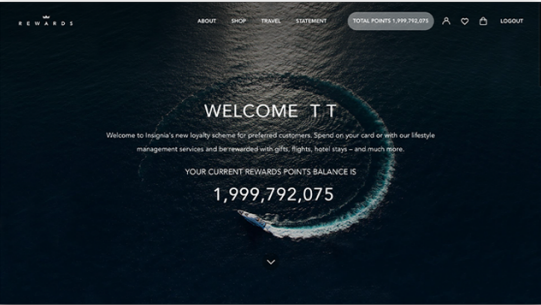 REWARDS
ABOUT SHOP TRAVEL STATEMENT TOTAL POINTS 1,999,792,075 LOGOUT
WELCOME T T
Welcome to Insignia's new loyalty scheme for preferred customers. Spend on your card or with our lifestyle
management services and be rewarded with gifts, flights, hotel stays – and much more.
YOUR CURRENT REWARDS POINTS BALANCE IS
1,999,792,075